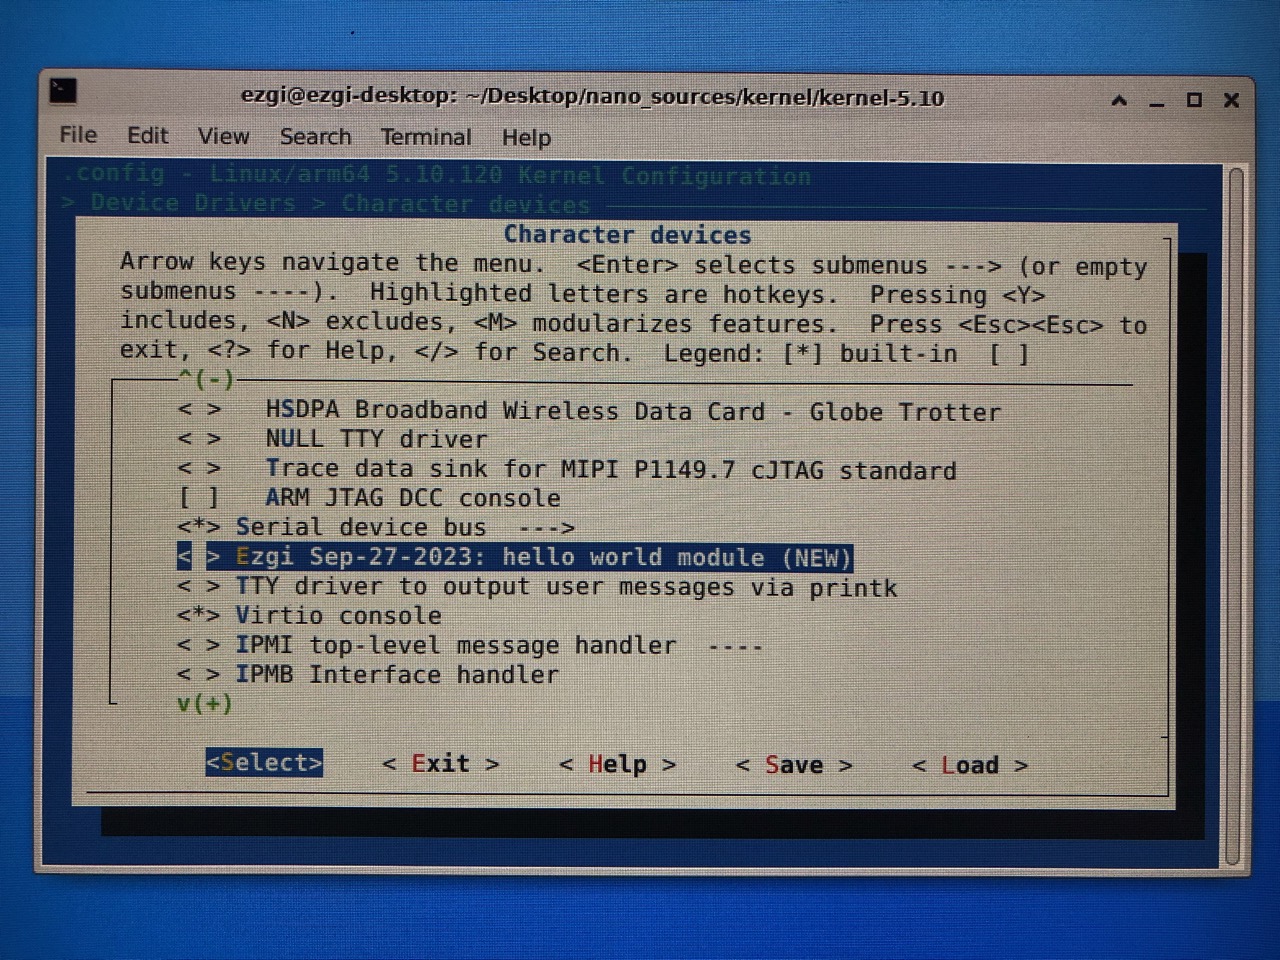 ezgi@ezgi-desktop: ~/Desktop/nano_sources/kernel/kernel-5.10
File Edit View Search Terminal Help
.config - Linux/arm64 5.10.120 Kernel Configuration
> Device Drivers > Character devices
Character devices
Arrow keys navigate the menu.  <Enter> selects submenus ---> (or empty
submenus ----).  Highlighted letters are hotkeys.  Pressing <Y>
includes, <N> excludes, <M> modularizes features.  Press <Esc><Esc> to
exit, <?> for Help, </> for Search.  Legend: [*] built-in  [ ]
^(-)
< >   HSDPA Broadband Wireless Data Card - Globe Trotter
< >   NULL TTY driver
< >   Trace data sink for MIPI P1149.7 cJTAG standard
[ ]   ARM JTAG DCC console
<*> Serial device bus  --->
< > Ezgi Sep-27-2023: hello world module (NEW)
< > TTY driver to output user messages via printk
<*> Virtio console
< > IPMI top-level message handler  ----
< > IPMB Interface handler
v(+)
<Select>    < Exit >    < Help >    < Save >    < Load >